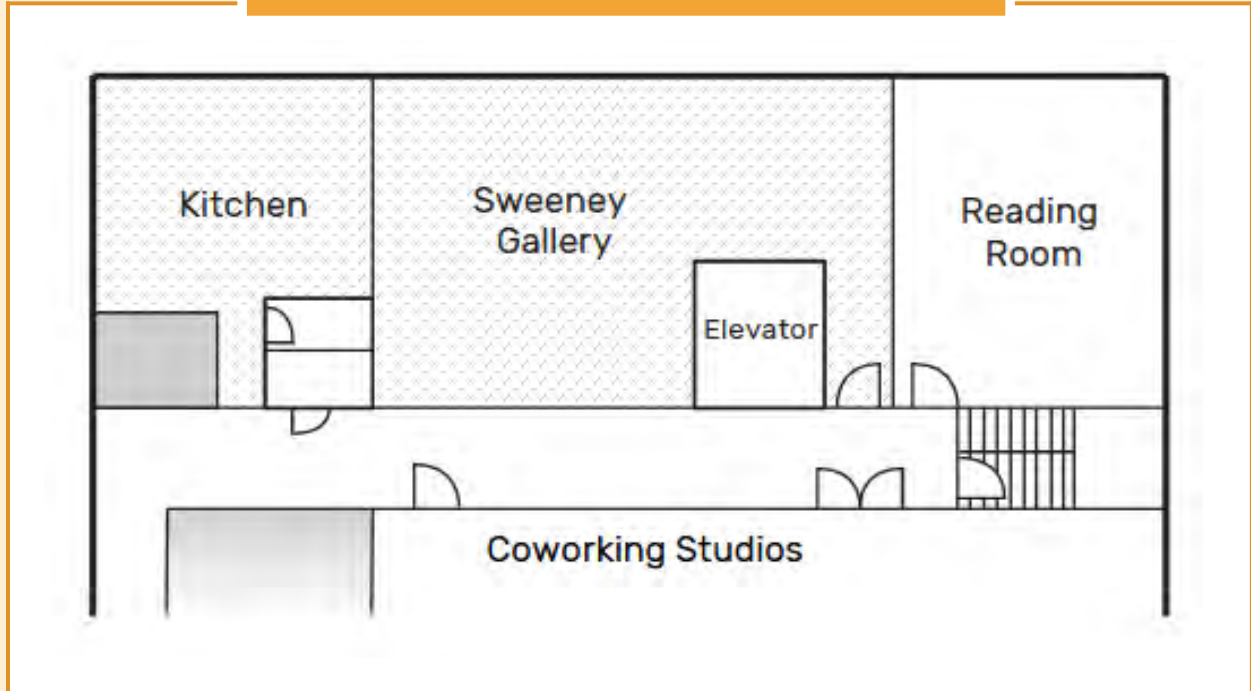 Kitchen
Sweeney
Gallery
Reading
Room
Elevator
Coworking Studios